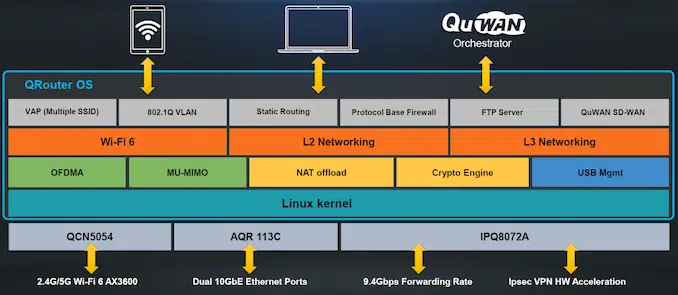 QuWAN
Orchestrator
QRouter OS
VAP (Multiple SSID)
802.1Q VLAN
Static Routing
Protocol Base Firewall
FTP Server
QuWAN SD-WAN
Wi-Fi 6
L2 Networking
L3 Networking
OFDMA
MU-MIMO
NAT offload
Crypto Engine
USB Mgmt
Linux kernel
QCN5054
AQR 113C
IPQ8072A
2.4G/5G Wi-Fi 6 AX3600
Dual 10GbE Ethernet Ports
9.4Gbps Forwarding Rate
Ipsec VPN HW Acceleration